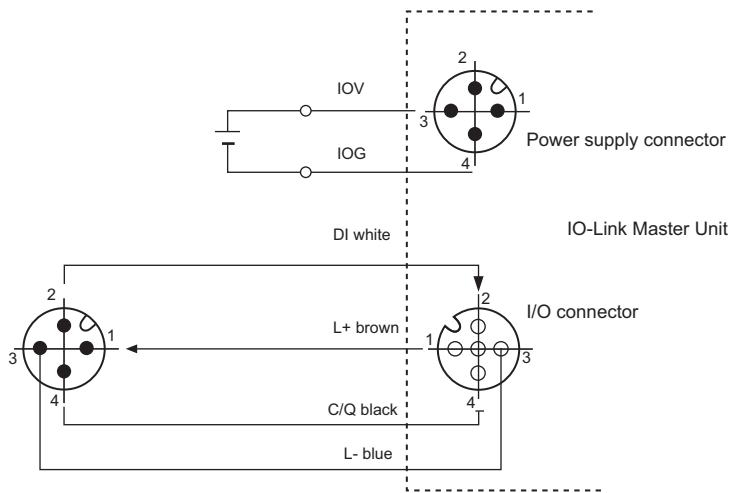 2
IOV
1
3
Power supply connector
IOG
4
IO-Link Master Unit
DI white
2
2
I/O connector
L+ brown
1
1
3
3
4
4
C/Q black
L- blue